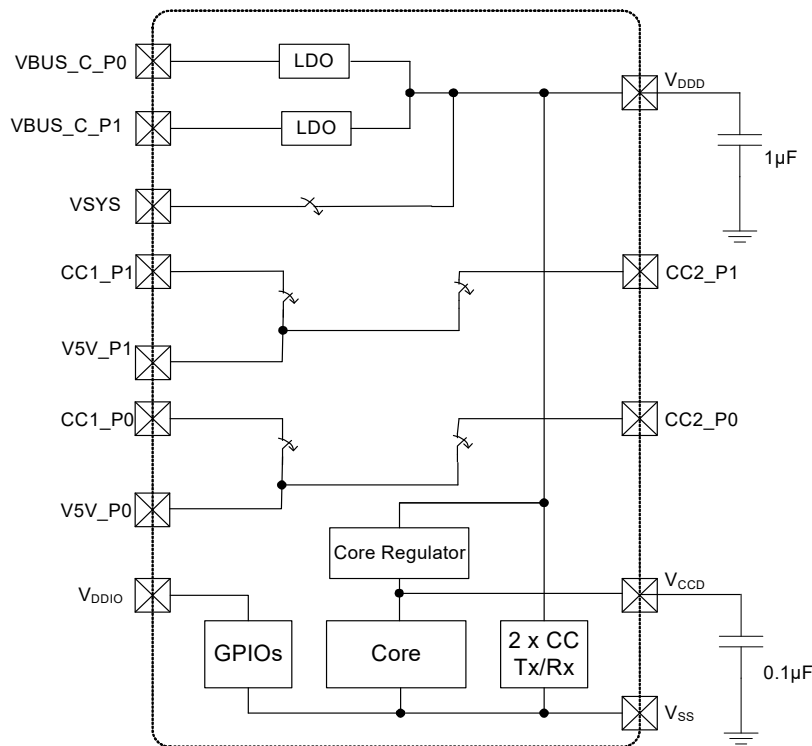 VBUS_C_P0
LDO
VDDD
VBUS_C_P1
LDO
1µF
VSYS
CC1_P1
CC2_P1
V5V_P1
CC1_P0
CC2_P0
V5V_P0
Core Regulator
VDDIO
VCCD
GPIOs
Core
2 x CC
Tx/Rx
0.1µF
VSS